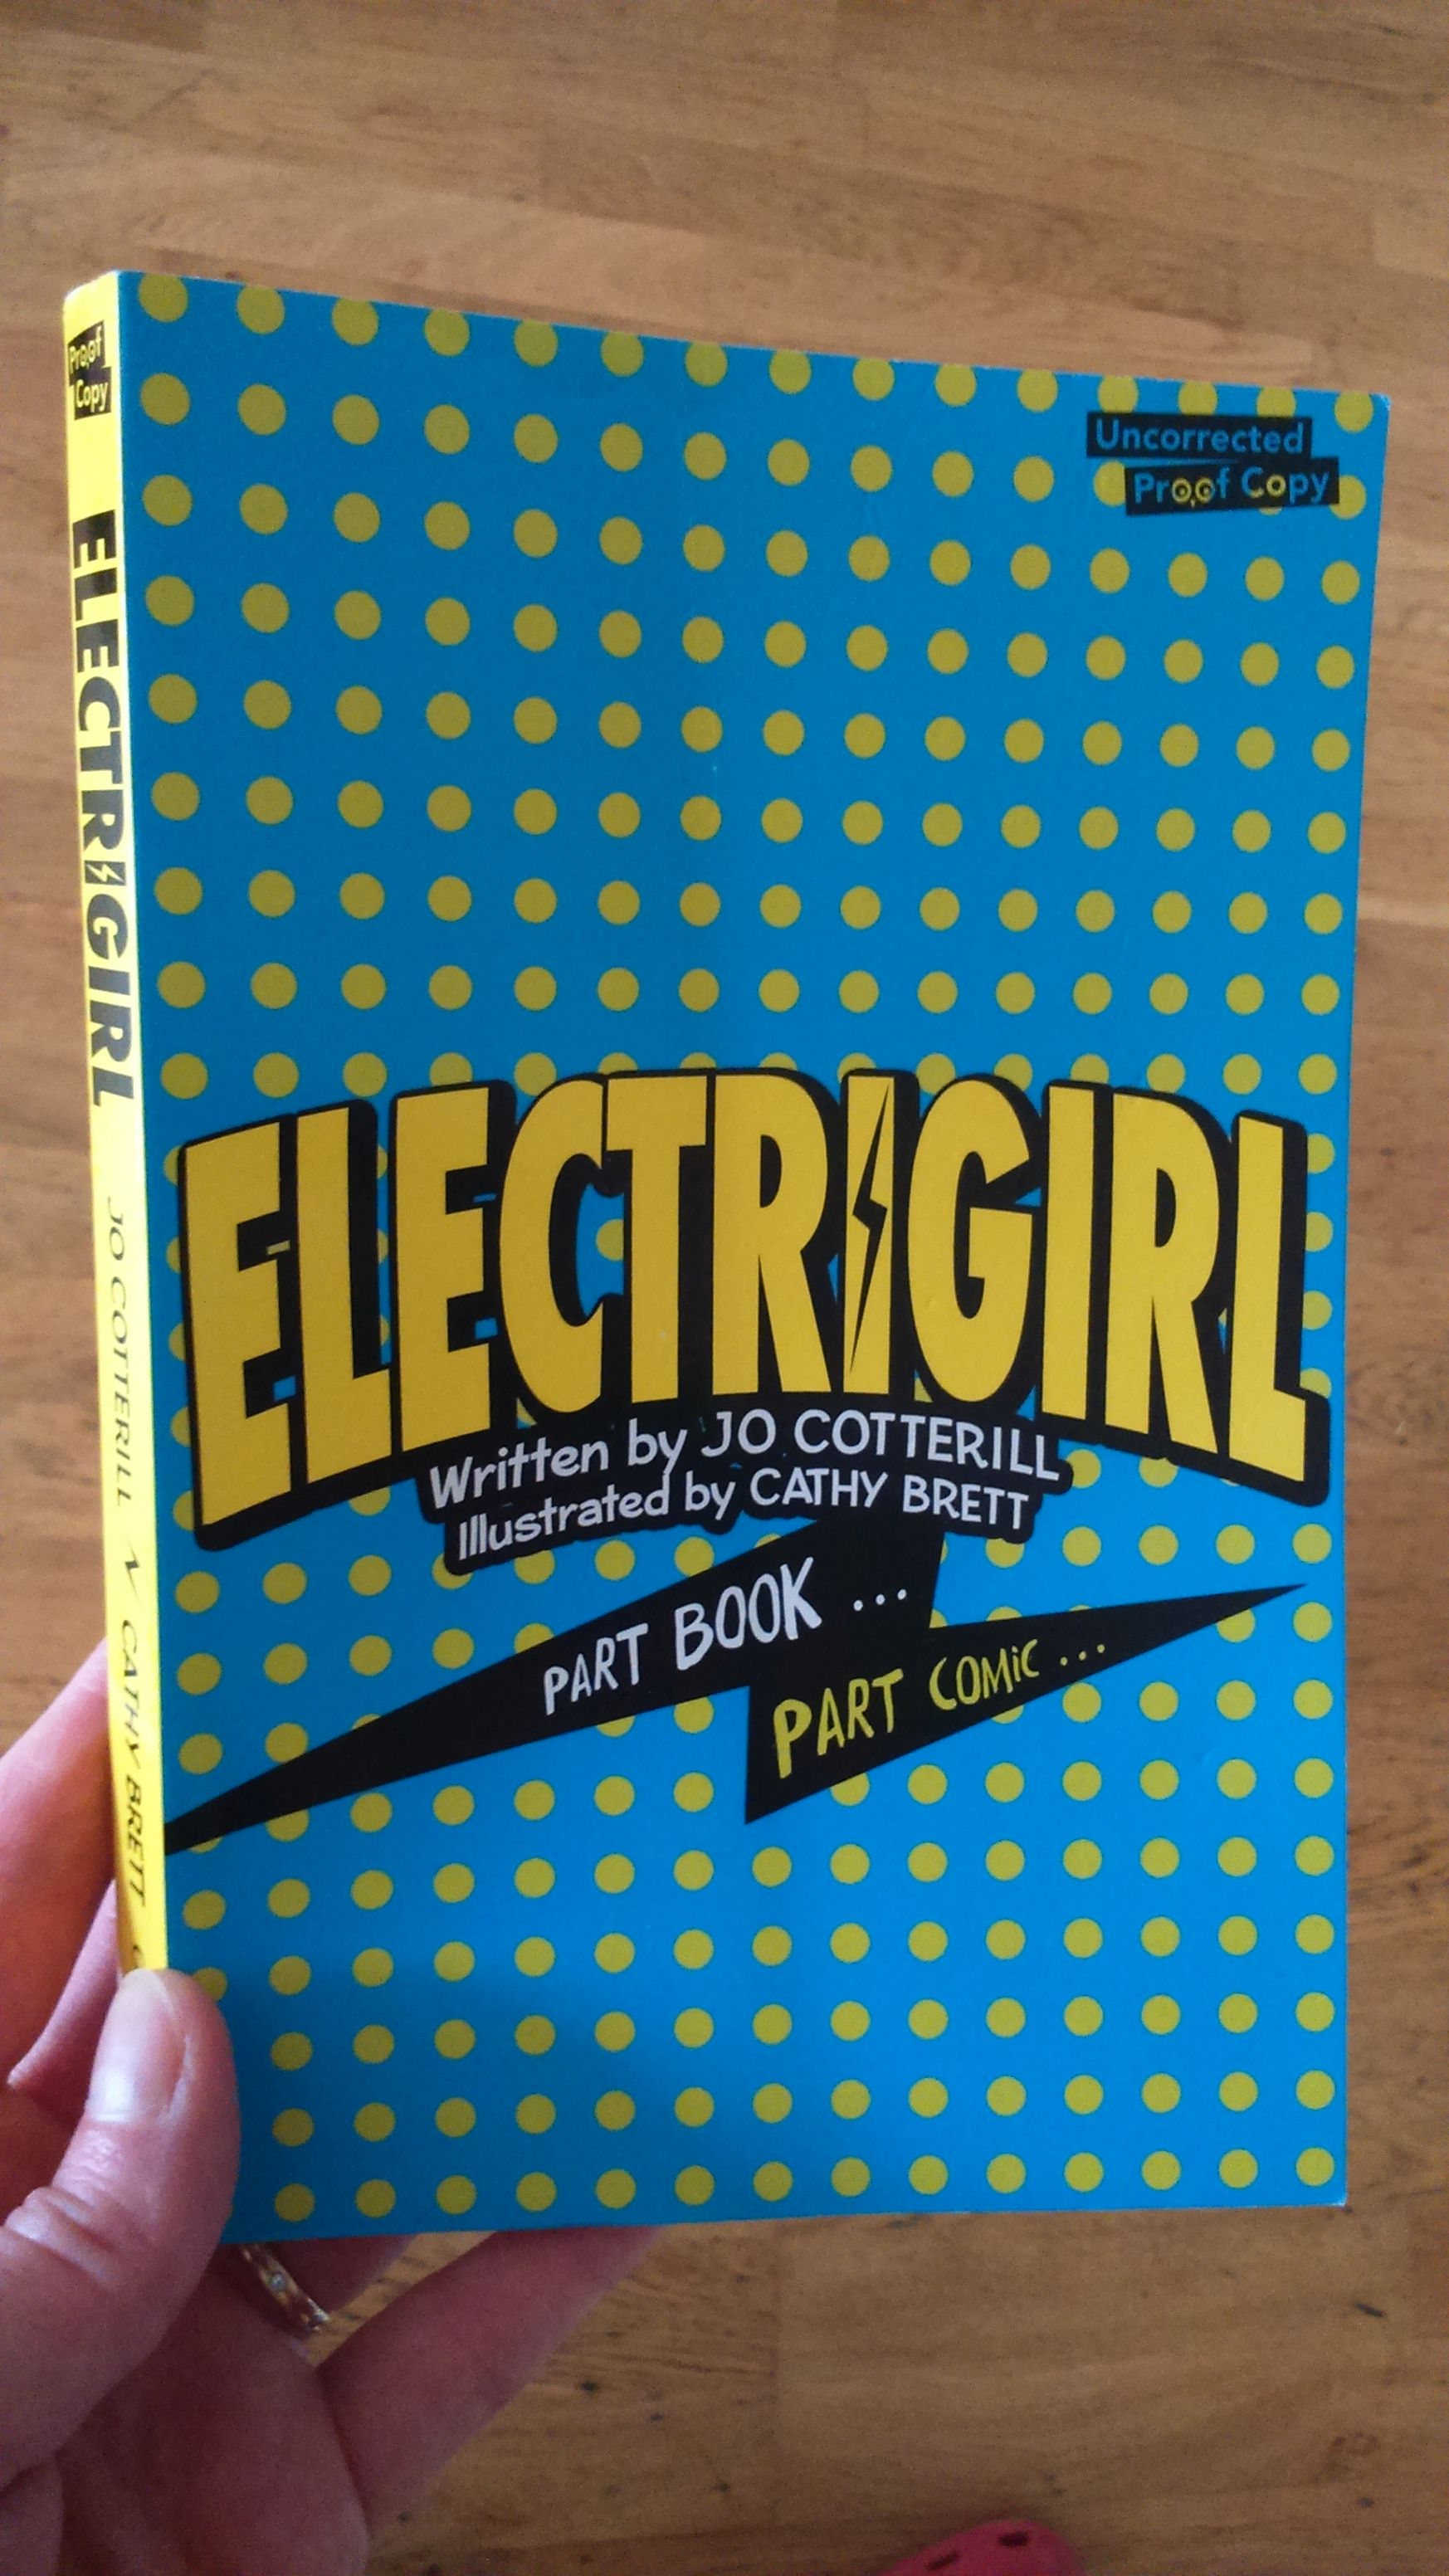 Uncorrected
Proof Copy
ELECTRIGIRL
Written by JO COTTERILL
Illustrated by CATHY BRETT
PART BOOK ...
PART COMiC ...
Proof
Copy
ELECTRIGIRL JO COTTERILL CATHY BRETT